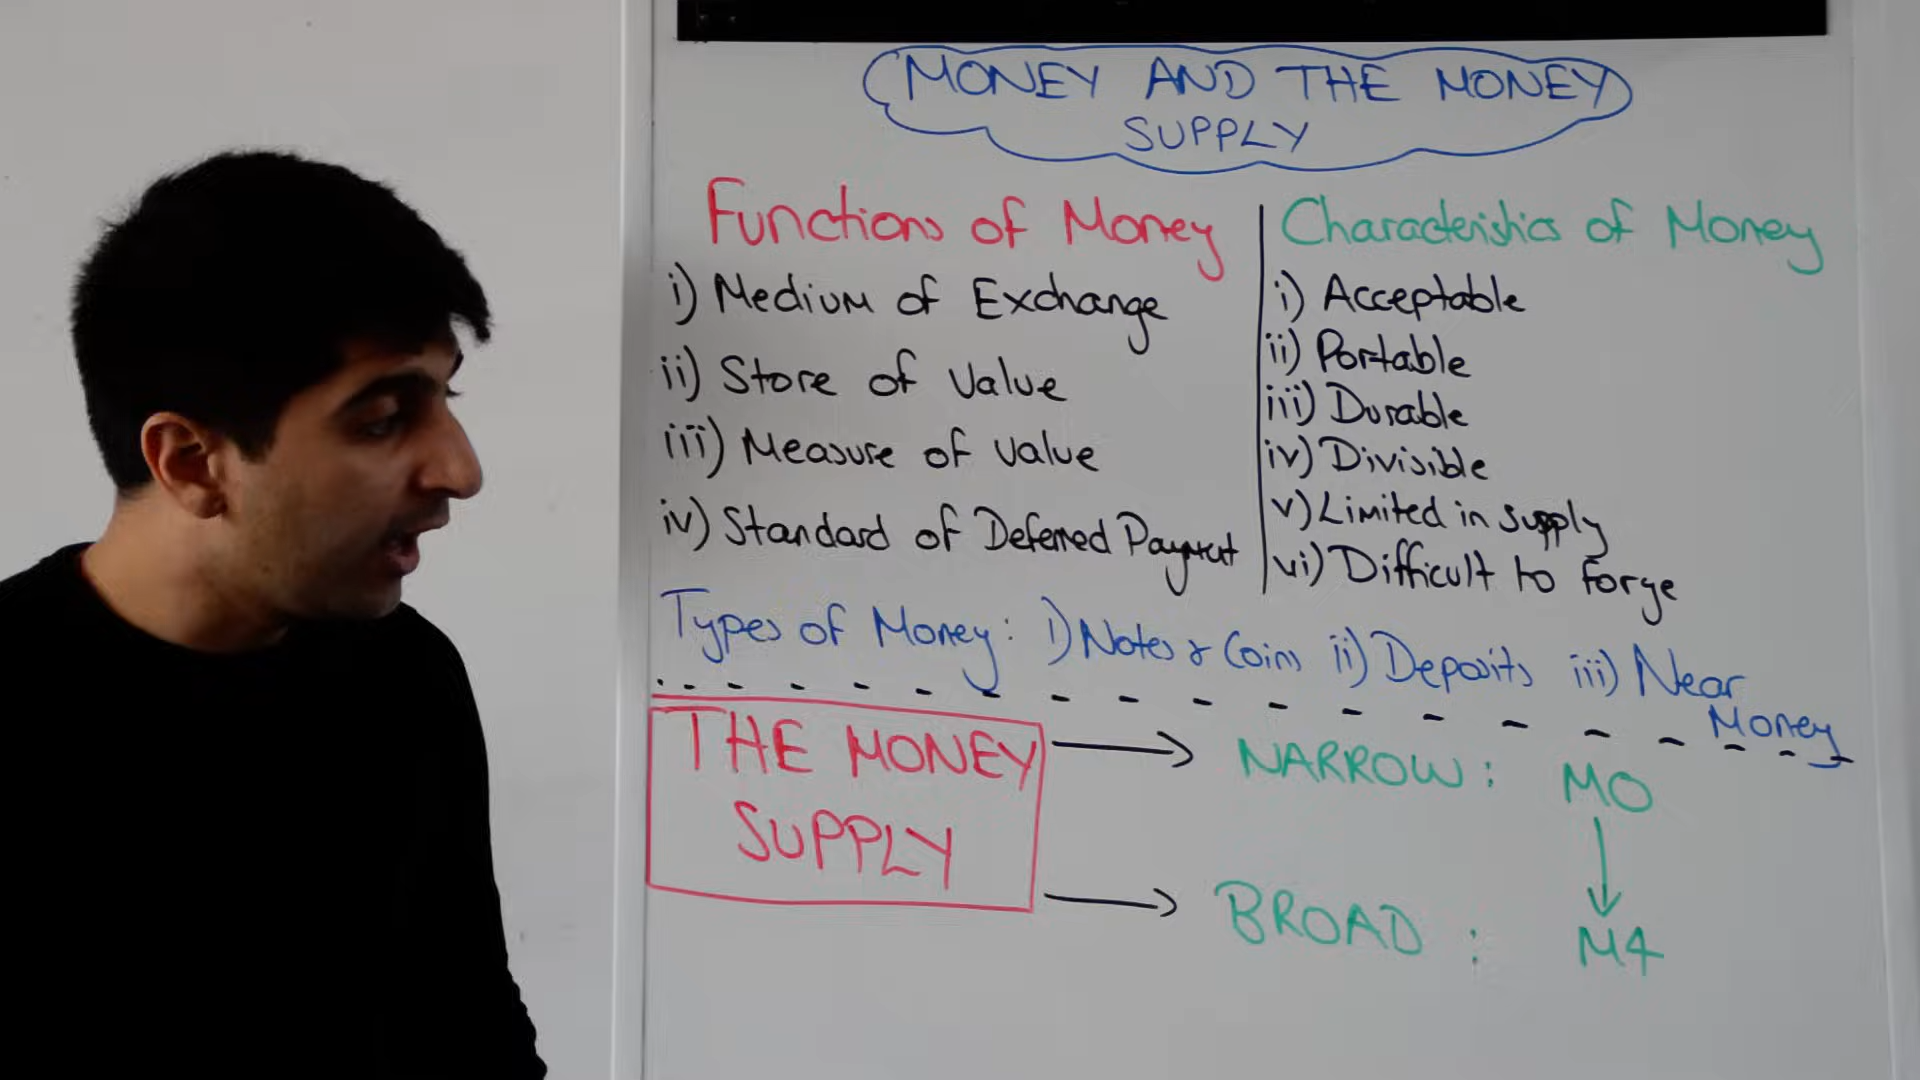 MONEY AND THE MONEY
SUPPLY
Functions of Money
i) Medium of Exchange
ii) Store of Value
iii) Measure of Value
iv) Standard of Deferred Payment
Characteristics of Money
i) Acceptable
ii) Portable
iii) Durable
iv) Divisible
v) Limited in supply
vi) Difficult to forge
Types of Money: i) Notes & Coins ii) Deposits iii) Near
Money
THE MONEY
SUPPLY
NARROW: M0
BROAD: M4